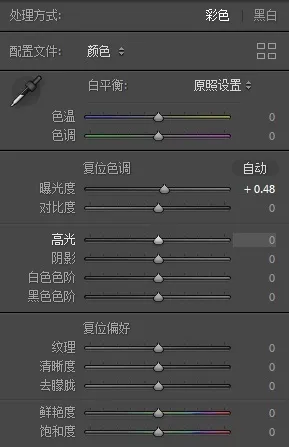 处理方式: 彩色 | 黑白
配置文件: 颜色
白平衡: 原照设置
色温 0
色调 0
复位色调 自动
曝光度 + 0.48
对比度 0
高光 0
阴影 0
白色色阶 0
黑色色阶 0
复位偏好
纹理 0
清晰度 0
去朦胧 0
鲜艳度 0
饱和度 0